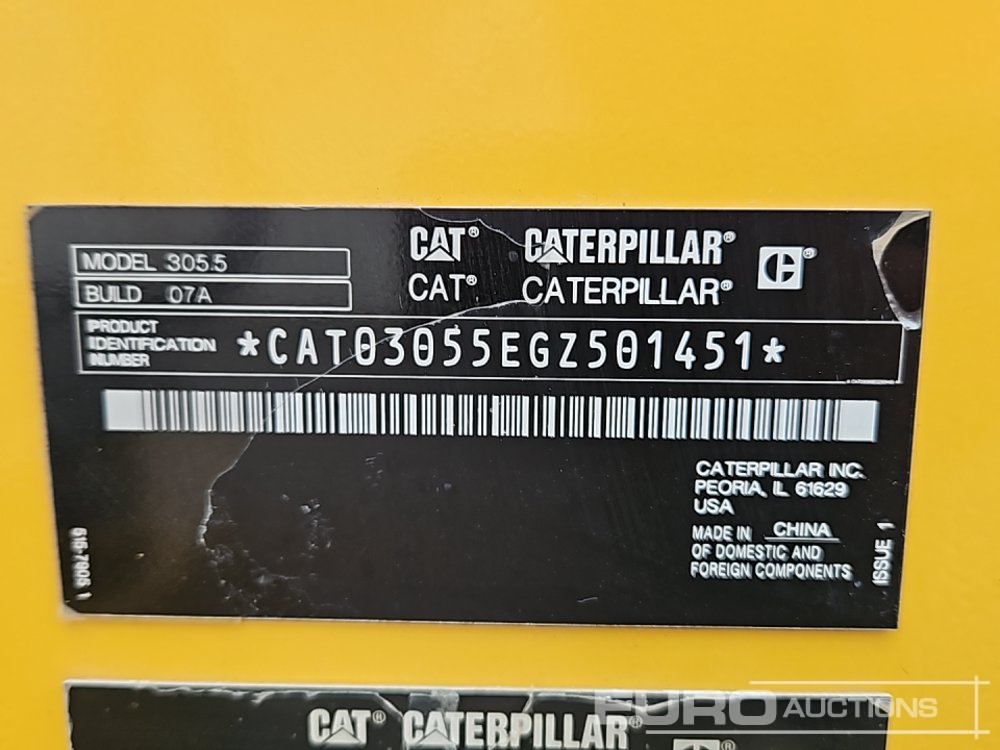 CAT® CATERPILLAR®
CAT® CATERPILLAR®
MODEL 305.5
BUILD 07A
PRODUCT
IDENTIFICATION
NUMBER
*CAT03055EGZ501451*
CATERPILLAR INC.
PEORIA, IL 61629
USA
MADE IN CHINA
OF DOMESTIC AND
FOREIGN COMPONENTS
ISSUE 1
CAT® CATERPILLAR®
EURO AUCTIONS